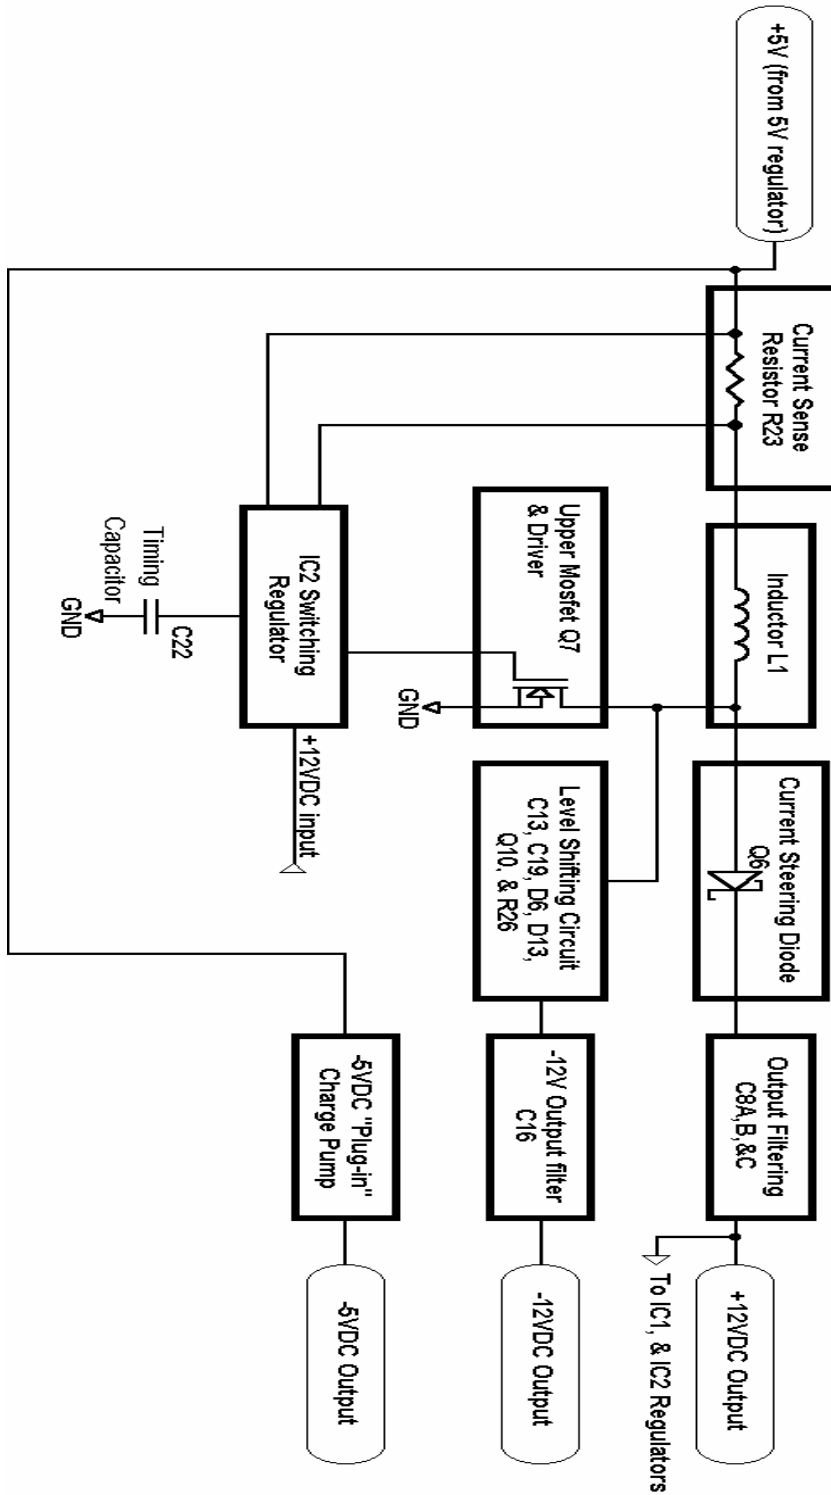 +5V (from 5V regulator)
Current Sense
Resistor R23
Inductor L1
Current Steering Diode
Q6
Output Filtering
C8A,B,&C
+12VDC Output
To IC1, & IC2 Regulators
Upper Mosfet Q7
& Driver
GND
Level Shifting Circuit
C13, C19, D6, D13,
Q10, & R26
-12V Output filter
C16
-12VDC Output
IC2 Switching
Regulator
+12VDC input
C22
Timing
Capacitor
GND
-5VDC "Plug-in"
Charge Pump
-5VDC Output